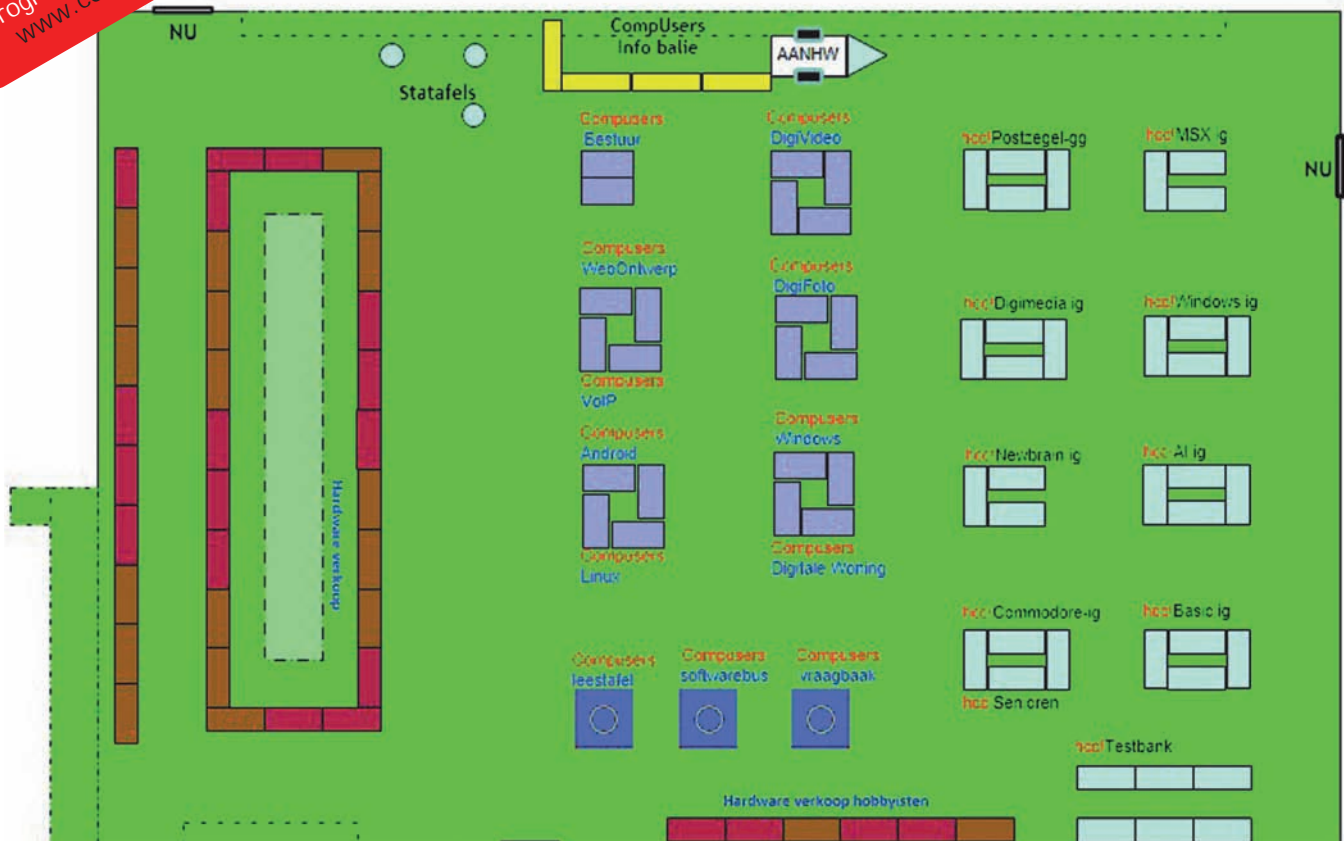 www.c
NU
CompUsers
Info balie
AANHW
Statafels
Compusers
Bestuur
Compusers
DigiVideo
hcc!Postzegel-gg
hcc!MSX ig
NU
Compusers
WebOntwerp
Compusers
DigiFoto
hcc!Digimedia ig
hcc!Windows ig
Compusers
VoIP
Compusers
Android
Compusers
Windows
hcc!Newbrain ig
hcc!AI ig
Hardware verkoop
Compusers
Linux
Compusers
Digitale Woning
hcc!Commodore-ig
hcc!Basic ig
Compusers
leestafel
Compusers
softwarebus
Compusers
vraagbaak
hcc!Senioren
hcc!Testbank
Hardware verkoop hobbyisten